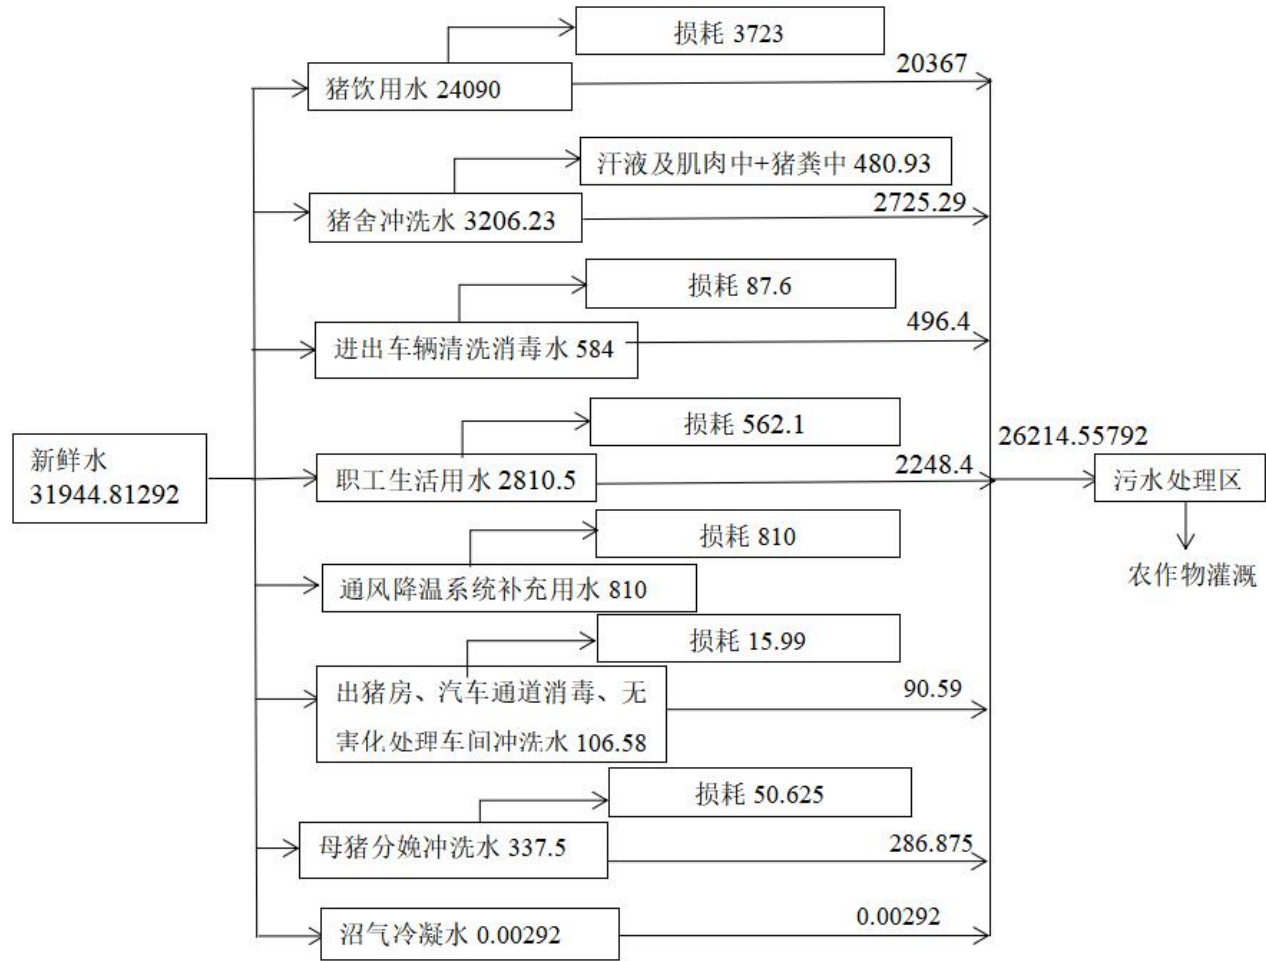 损耗 3723
20367
猪饮用水 24090
汗液及肌肉中+猪粪中 480.93
2725.29
猪舍冲洗水 3206.23
损耗 87.6
496.4
进出车辆清洗消毒水 584
损耗 562.1
26214.55792
新鲜水
31944.81292
2248.4
职工生活用水 2810.5
污水处理区
损耗 810
农作物灌溉
通风降温系统补充用水 810
损耗 15.99
90.59
出猪房、汽车通道消毒、无
害化处理车间冲洗水 106.58
损耗 50.625
286.875
母猪分娩冲洗水 337.5
0.00292
沼气冷凝水 0.00292